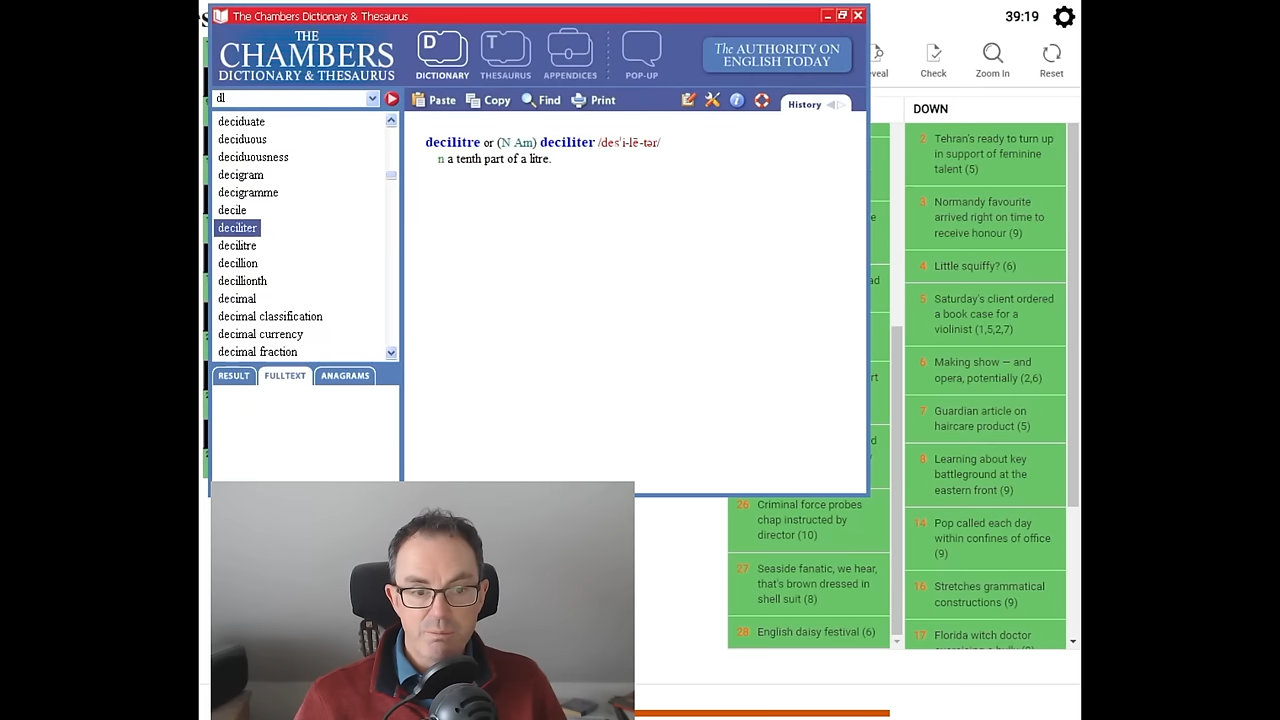 The Chambers Dictionary & Thesaurus
39:19
THE
CHAMBERS
DICTIONARY & THESAURUS
D
DICTIONARY
T
THESAURUS
APPENDICES
POP-UP
The AUTHORITY ON
ENGLISH TODAY
Check
Zoom In
Reset
dl
Paste
Copy
Find
Print
i
History
deciduate
deciduous
deciduousness
decigram
decigramme
decile
deciliter
decilitre
decillion
decillionth
decimal
decimal classification
decimal currency
decimal fraction
RESULT
FULLTEXT
ANAGRAMS
decilitre or (N Am) deciliter /desˈi-lē-tər/
n a tenth part of a litre.
26 Criminal force probes
chap instructed by
director (10)
27 Seaside fanatic, we hear,
that's brown dressed in
shell suit (8)
28 English daisy festival (6)
DOWN
2 Tehran's ready to turn up
in support of feminine
talent (5)
3 Normandy favourite
arrived right on time to
receive honour (9)
4 Little squiffy? (6)
5 Saturday's client ordered
a book case for a
violinist (1,5,2,7)
6 Making show — and
opera, potentially (2,6)
7 Guardian article on
haircare product (5)
8 Learning about key
battleground at the
eastern front (9)
14 Pop called each day
within confines of office
(9)
16 Stretches grammatical
constructions (9)
17 Florida witch doctor